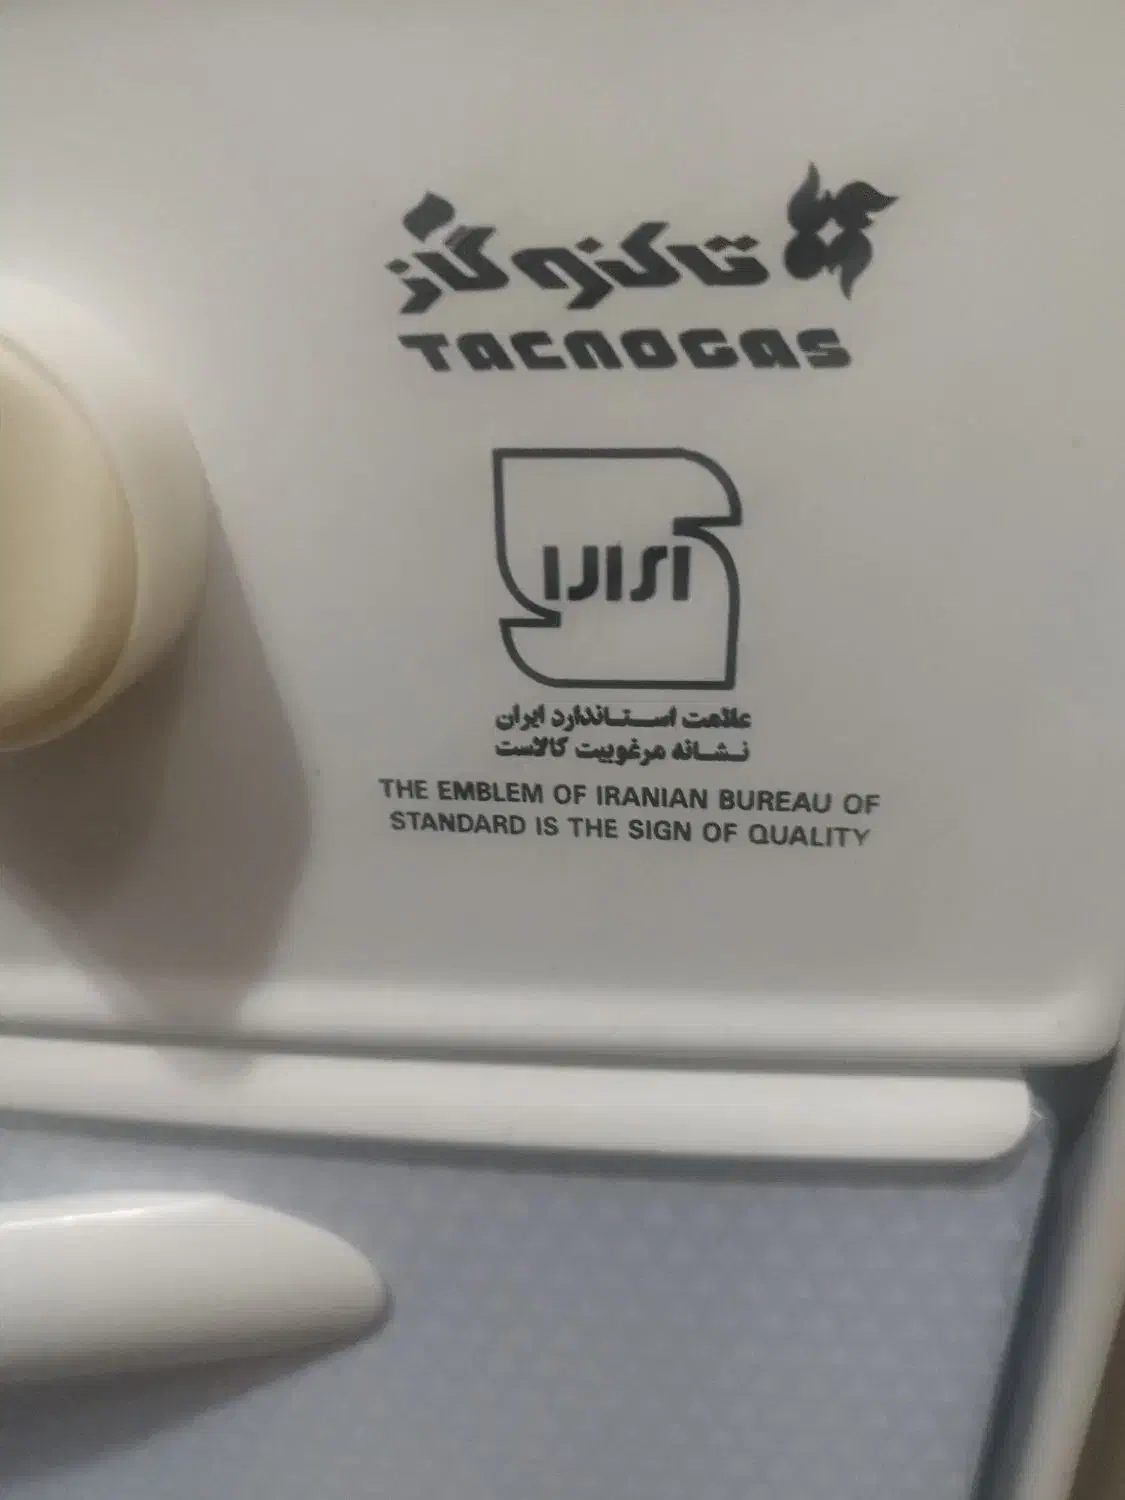 تکنوگاز
TACNOGAS
علامت استاندارد ایران
نشانه مرغوبیت کالاست
THE EMBLEM OF IRANIAN BUREAU OF
STANDARD IS THE SIGN OF QUALITY